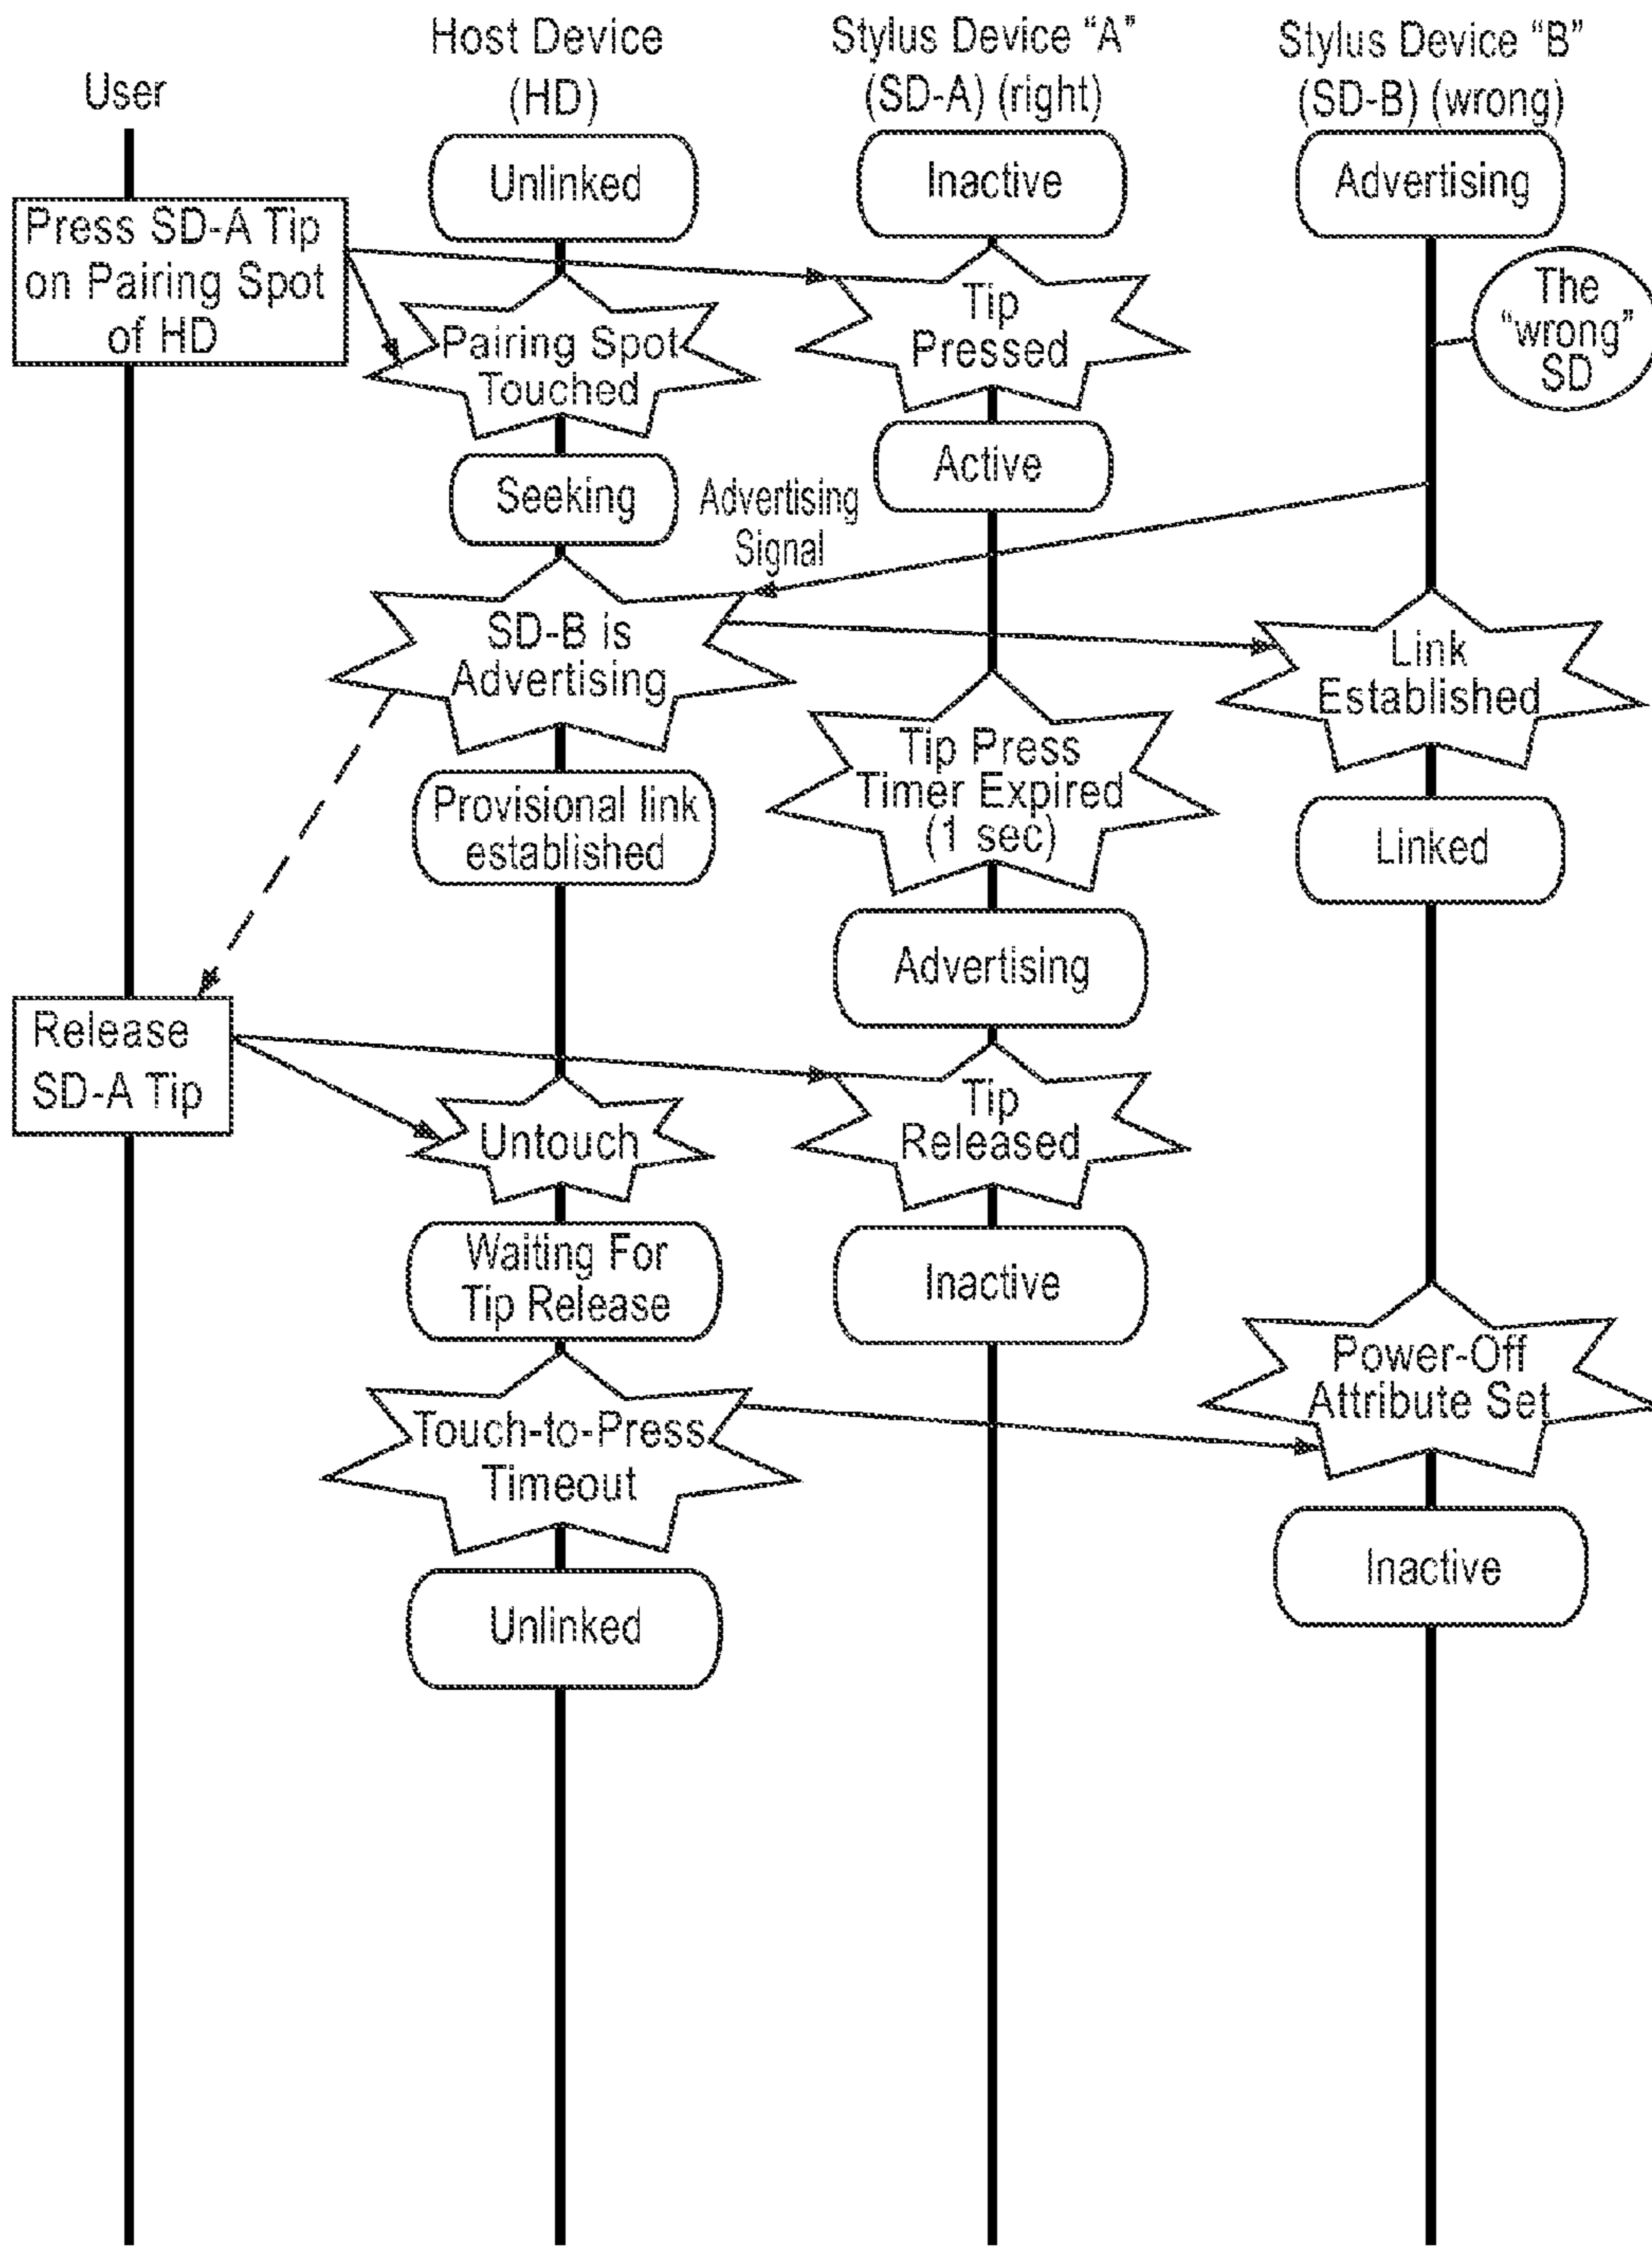 User
Host Device
(HD)
Stylus Device “A”
(SD-A) (right)
Stylus Device “B”
(SD-B) (wrong)
Unlinked
Inactive
Advertising
Press SD-A Tip
on Pairing Spot
of HD
Pairing Spot
Touched
Tip
Pressed
The
“wrong”
SD
Seeking
Active
Advertising
Signal
SD-B is
Advertising
Link
Established
Provisional link
established
Tip Press
Timer Expired
(1 sec)
Linked
Advertising
Release
SD-A Tip
Untouch
Tip
Released
Waiting For
Tip Release
Inactive
Touch-to-Press
Timeout
Power-Off
Attribute Set
Unlinked
Inactive